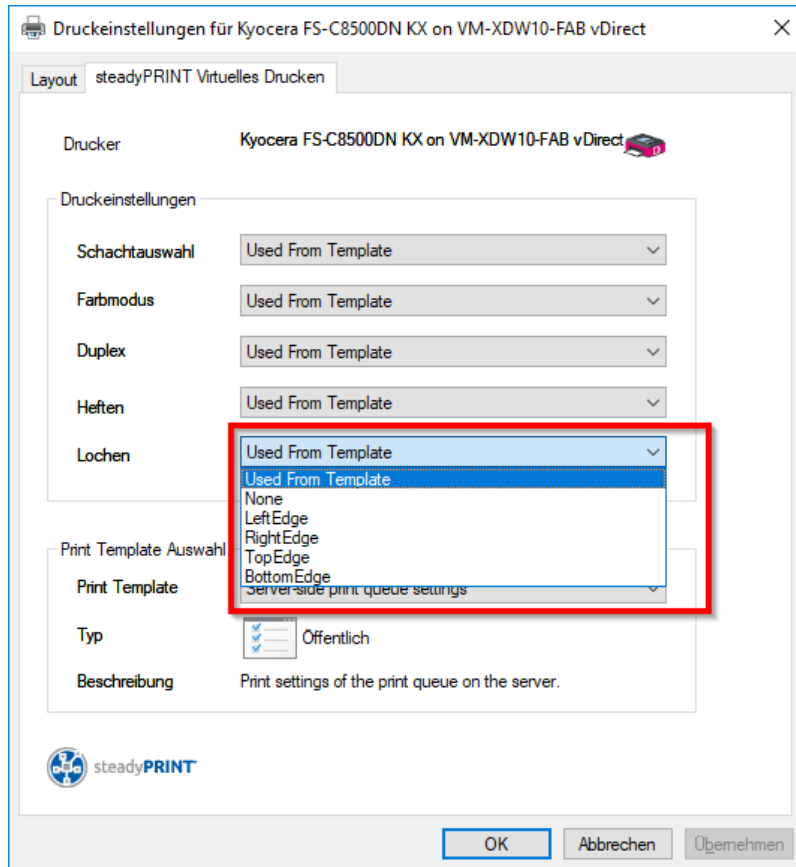 Druckeinstellungen für Kyocera FS-C8500DN KX on VM-XDW10-FAB vDirect
Layout steadyPRINT Virtuelles Drucken
Drucker Kyocera FS-C8500DN KX on VM-XDW10-FAB vDirect
Druckeinstellungen
Schachtauswahl Used From Template
Farbmodus Used From Template
Duplex Used From Template
Heften Used From Template
Lochen Used From Template
Used From Template
None
LeftEdge
RightEdge
TopEdge
BottomEdge
Print Template Auswahl
Print Template Server-side print queue settings
Typ Öffentlich
Beschreibung Print settings of the print queue on the server.
steadyPRINT
OK Abbrechen Übernehmen